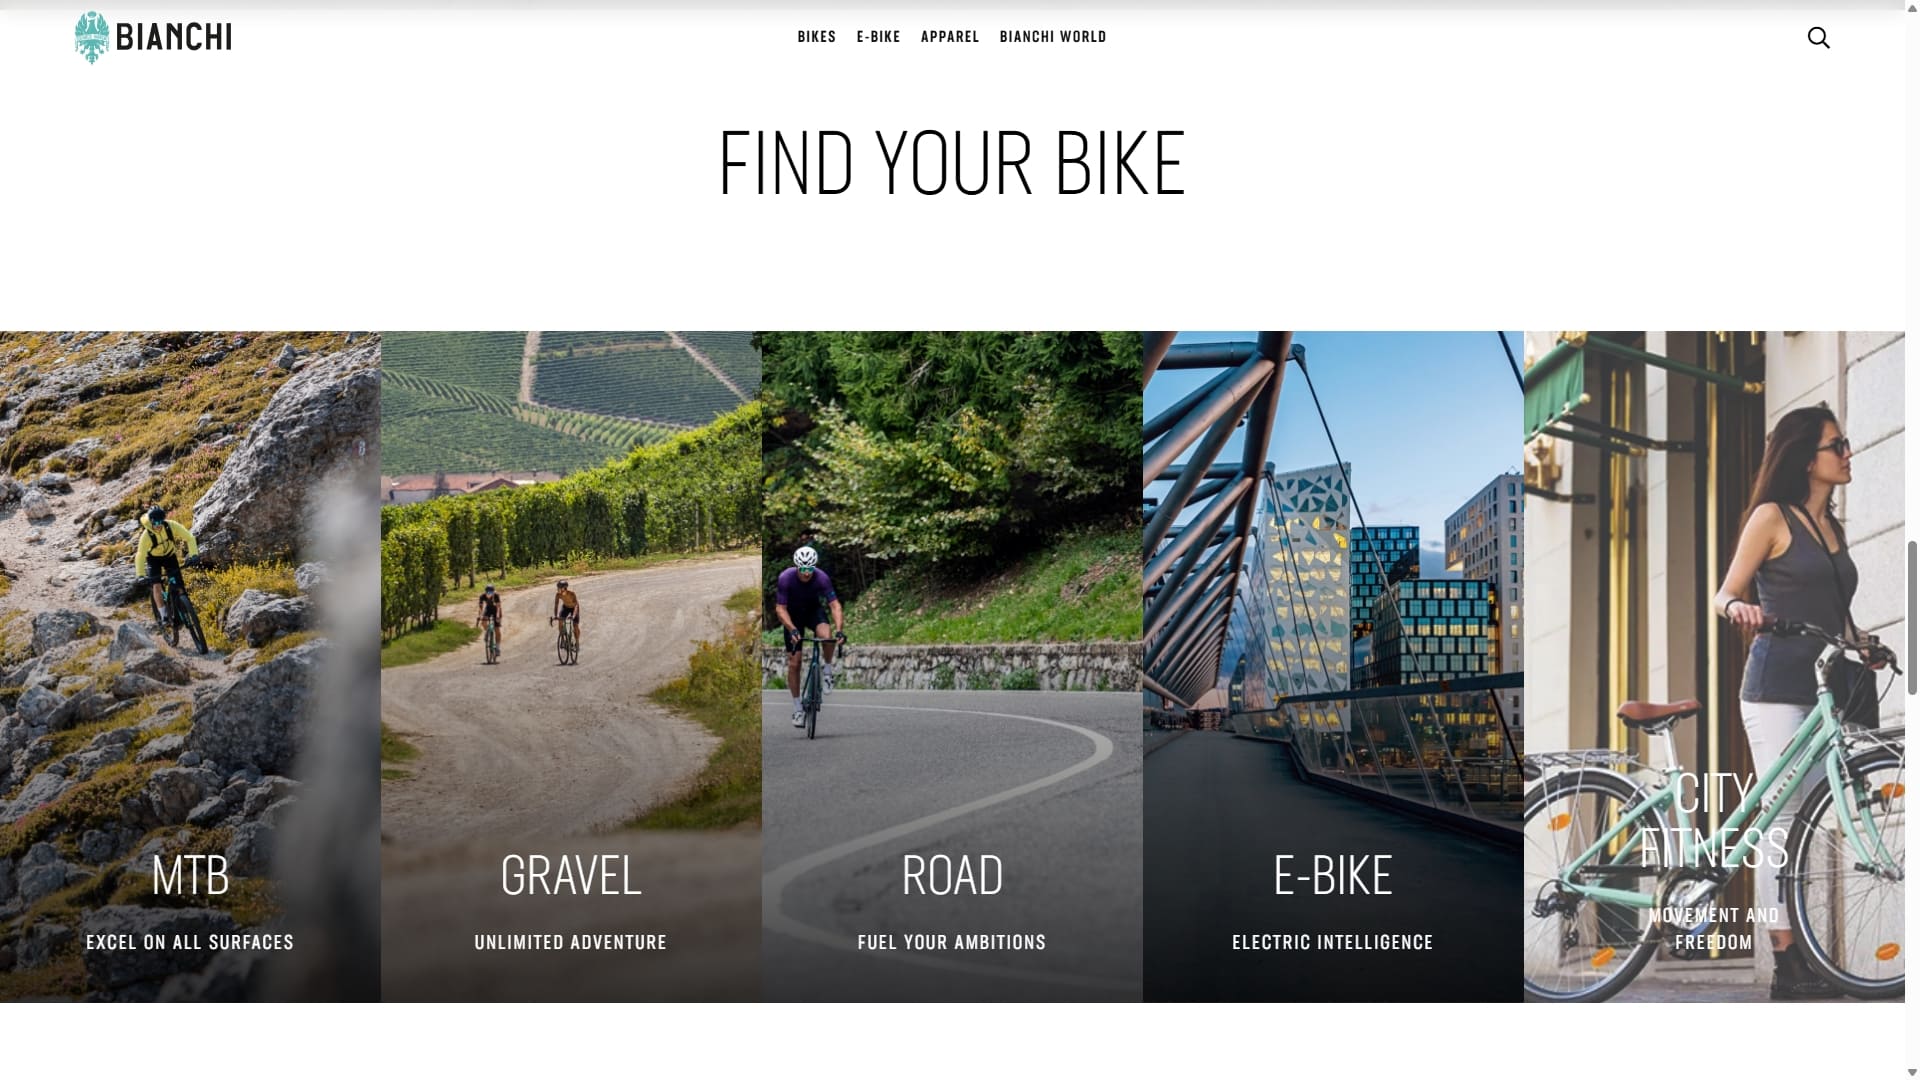 BIANCHI
BIKES E-BIKE APPAREL BIANCHI WORLD
FIND YOUR BIKE
MTB
EXCEL ON ALL SURFACES
GRAVEL
UNLIMITED ADVENTURE
ROAD
FUEL YOUR AMBITIONS
E-BIKE
ELECTRIC INTELLIGENCE
CITY
FITNESS
MOVEMENT AND
FREEDOM